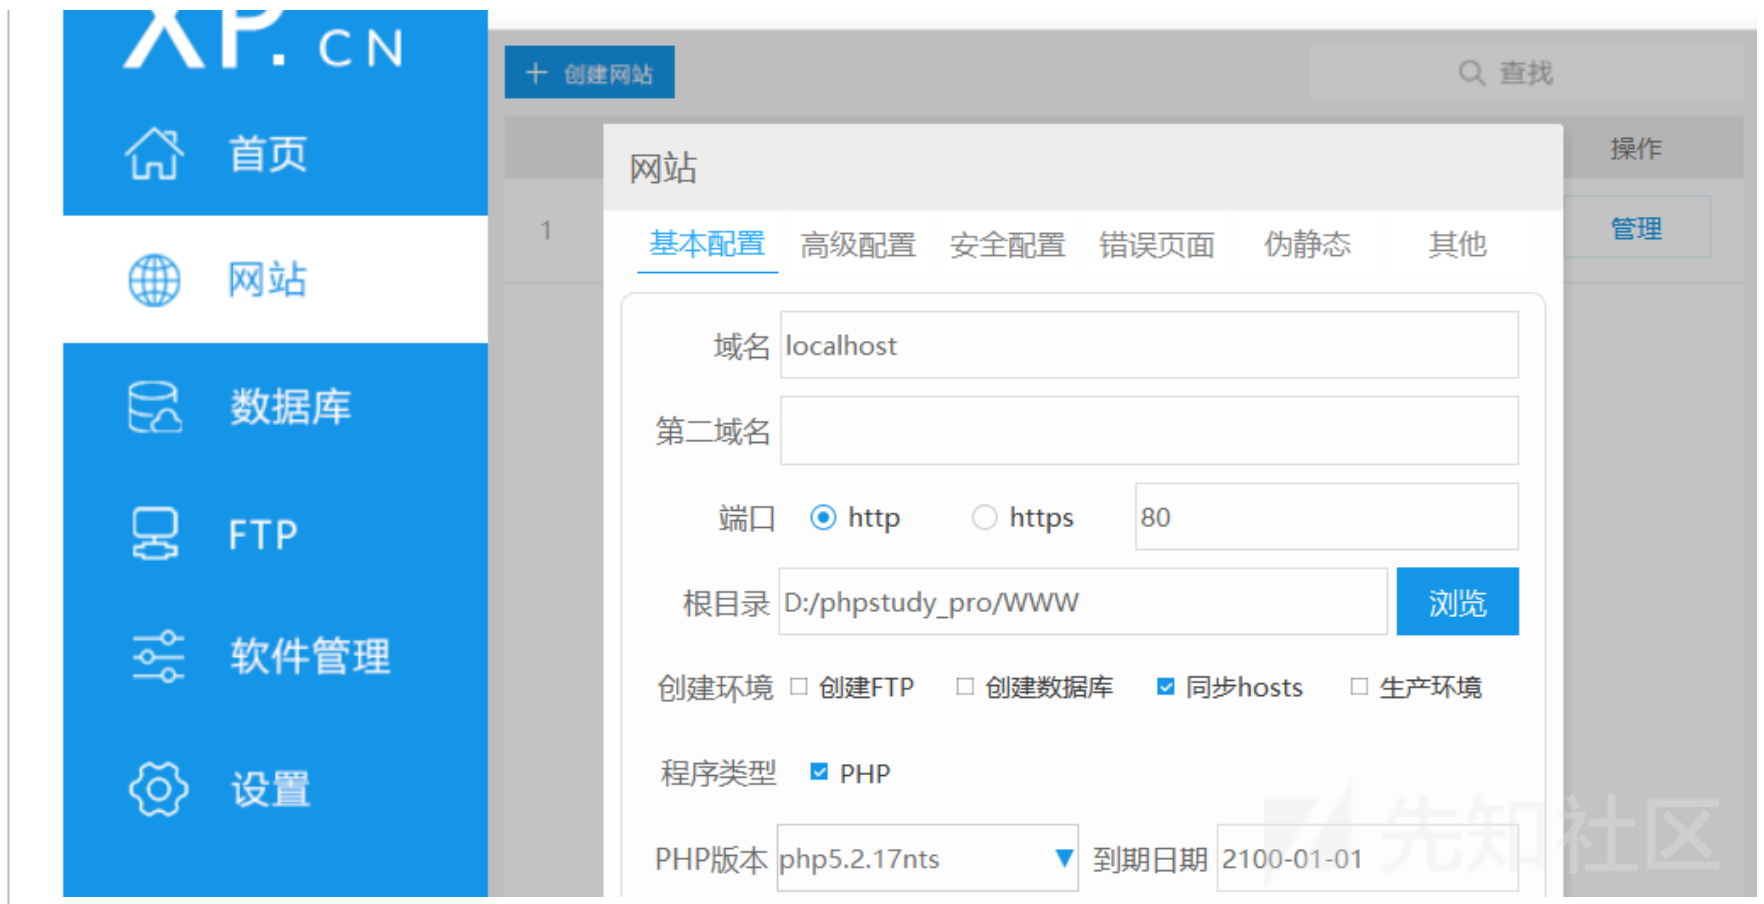 XP.CN
首页
网站
数据库
FTP
软件管理
设置
创建网站
查找
操作
1
管理
网站
基本配置 高级配置 安全配置 错误页面 伪静态 其他
域名 localhost
第二域名
端口 http https 80
根目录 D:/phpstudy_pro/WWW 浏览
创建环境 创建FTP 创建数据库 同步hosts 生产环境
程序类型 PHP
PHP版本 php5.2.17nts 到期日期 2100-01-01
先知社区